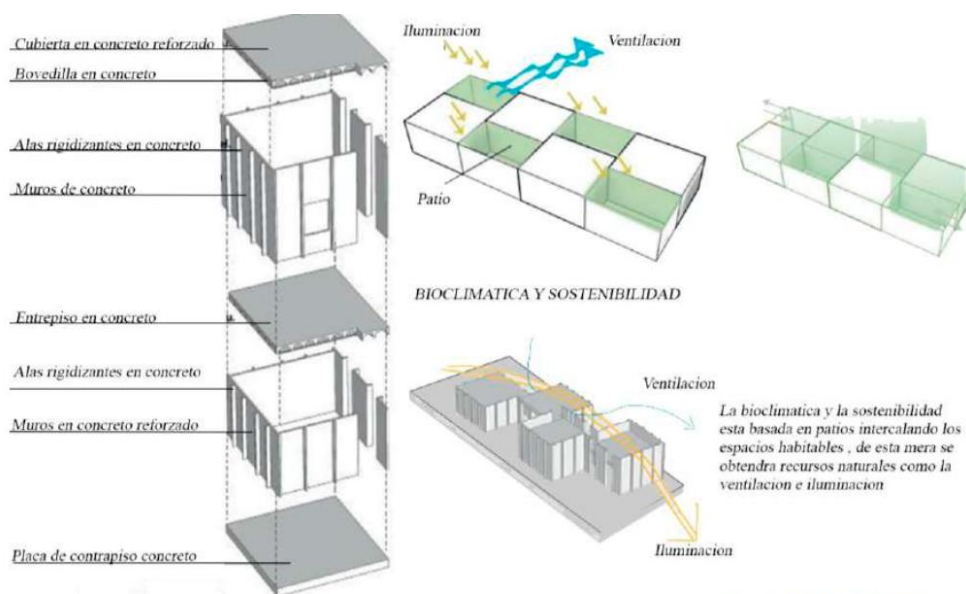 Cubierta en concreto reforzado
Bovedilla en concreto
Alas rigidizantes en concreto
Muros de concreto
Entrepiso en concreto
Alas rigidizantes en concreto
Muros en concreto reforzado
Placa de contrapiso concreto
Iluminacion
Ventilacion
Patio
BIOCLIMATICA Y SOSTENIBILIDAD
Ventilacion
Iluminacion
La bioclimatica y la sostenibilidad
esta basada en patios intercalando los
espacios habitables , de esta mera se
obtendra recursos naturales como la
ventilacion e iluminacion